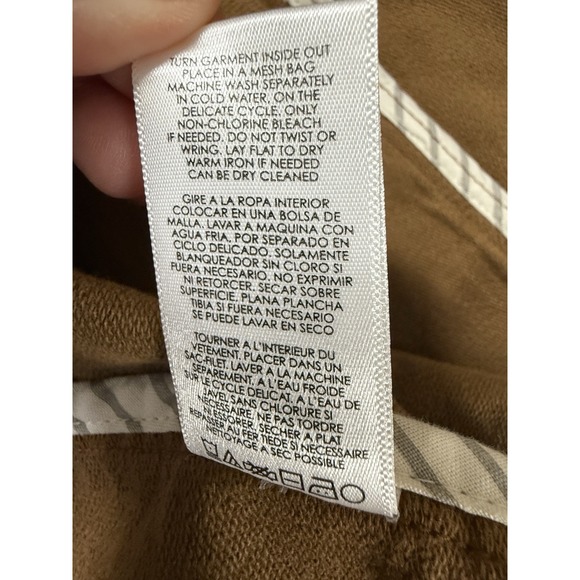 TURN GARMENT INSIDE OUT
PLACE IN A MESH BAG
MACHINE WASH SEPARATELY
IN COLD WATER, ON THE
DELICATE CYCLE. ONLY
NON-CHLORINE BLEACH
IF NEEDED. DO NOT TWIST OR
WRING. LAY FLAT TO DRY
WARM IRON IF NEEDED
CAN BE DRY CLEANED
GIRE A LA ROPA INTERIOR
COLOCAR EN UNA BOLSA DE
MALLA. LAVAR A MAQUINA CON
AGUA FRIA. POR SEPARADO EN
CICLO DELICADO. SOLAMENTE
BLANQUEADOR SIN CLORO SI
FUERA NECESARIO. NO EXPRIMIR
NI RETORCER. SECAR SOBRE
SUPERFICIE. PLANA PLANCHA
TIBIA SI FUERA NECESARIO
SE PUEDE LAVAR EN SECO
TOURNER A L'INTERIEUR DU
VETEMENT. PLACER DANS UN
SAC-FILET. LAVER A LA MACHINE
SEPAREMENT. A L'EAU FROIDE
SUR LE CYCLE DELICAT. A L'EAU DE
JAVEL SANS CHLORURE SI
NECESSAIRE. NE PAS TORDRE
NI ESSORER. SECHER A PLAT
REPASSER A FER TIEDE SI NECESSAIRE
NETTOYAGE A SEC POSSIBLE